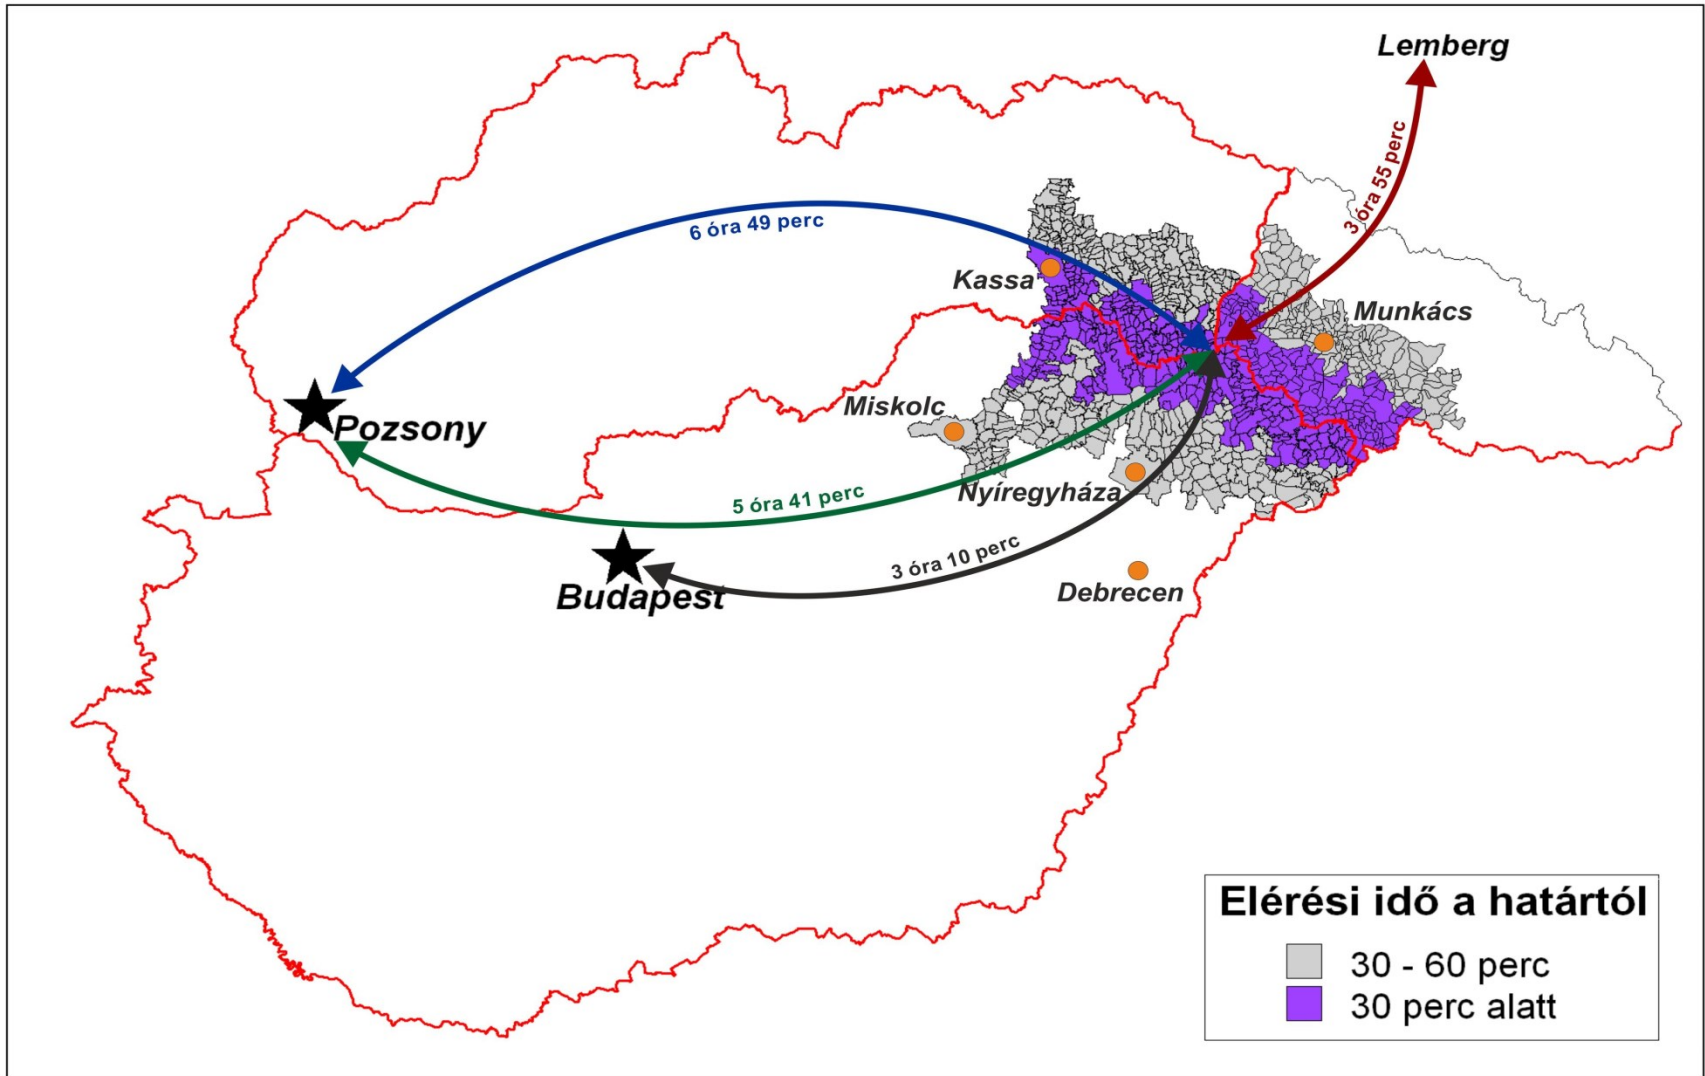 Lemberg
3 óra 55 perc
6 óra 49 perc
Kassa
Munkács
Miskolc
Pozsony
Nyíregyháza
5 óra 41 perc
3 óra 10 perc
Budapest
Debrecen
Elérési idő a határtól
30 - 60 perc
30 perc alatt